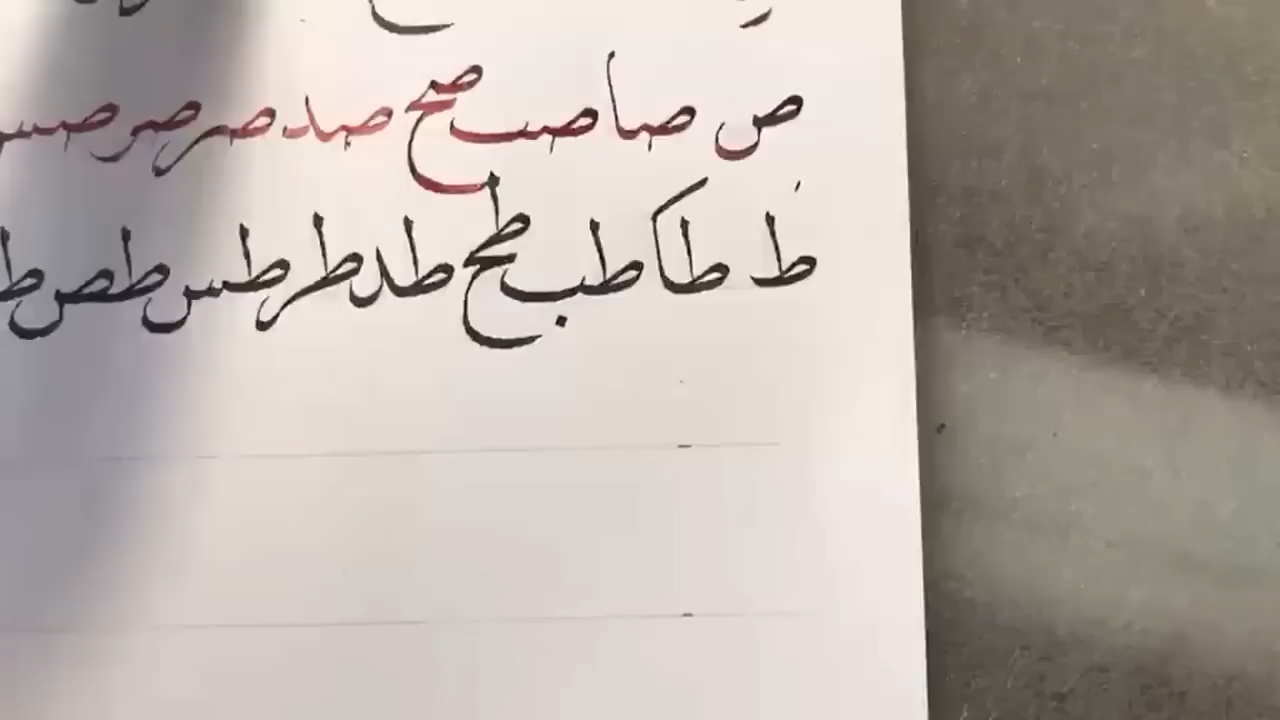 ص صا صب صح صد صر صر صس
ط طا طب طح طد طر طس طص ط